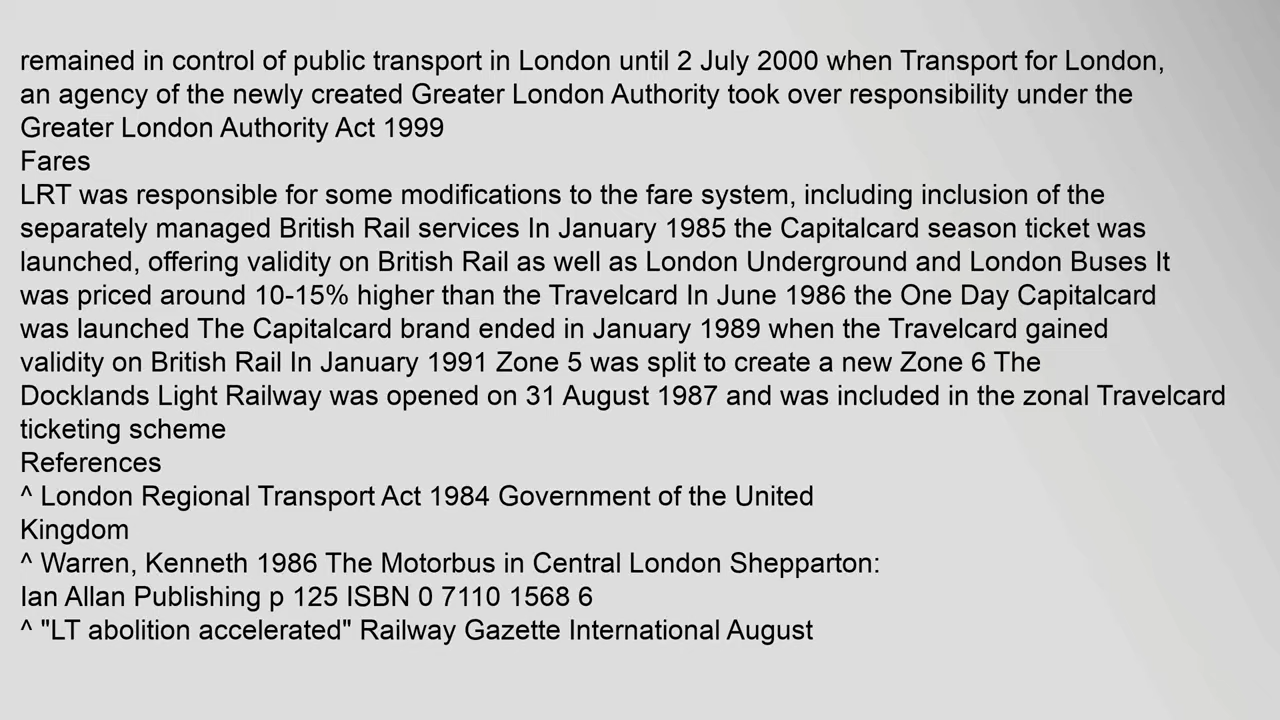 remained in control of public transport in London until 2 July 2000 when Transport for London,
an agency of the newly created Greater London Authority took over responsibility under the
Greater London Authority Act 1999
Fares
LRT was responsible for some modifications to the fare system, including inclusion of the
separately managed British Rail services In January 1985 the Capitalcard season ticket was
launched, offering validity on British Rail as well as London Underground and London Buses It
was priced around 10-15% higher than the Travelcard In June 1986 the One Day Capitalcard
was launched The Capitalcard brand ended in January 1989 when the Travelcard gained
validity on British Rail In January 1991 Zone 5 was split to create a new Zone 6 The
Docklands Light Railway was opened on 31 August 1987 and was included in the zonal Travelcard
ticketing scheme
References
^ London Regional Transport Act 1984 Government of the United
Kingdom
^ Warren, Kenneth 1986 The Motorbus in Central London Shepparton:
Ian Allan Publishing p 125 ISBN 0 7110 1568 6
^ "LT abolition accelerated" Railway Gazette International August